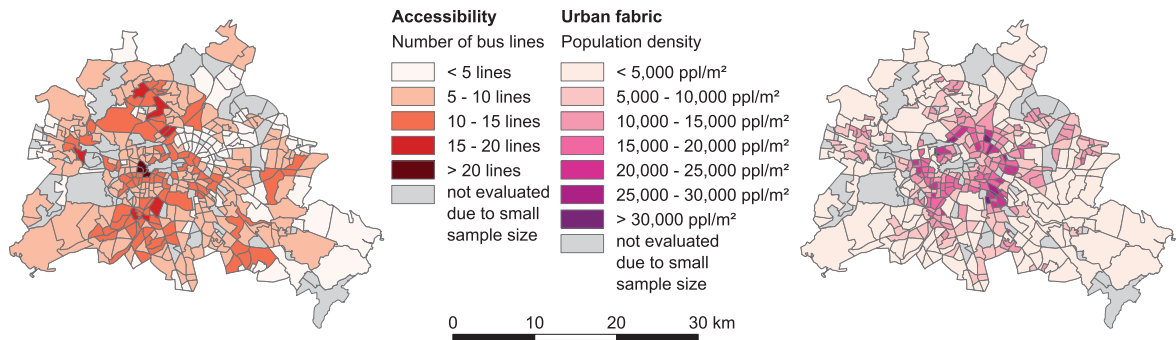 Accessibility
Number of bus lines
< 5 lines
5 - 10 lines
10 - 15 lines
15 - 20 lines
> 20 lines
not evaluated
due to small
sample size
Urban fabric
Population density
< 5,000 ppl/m²
5,000 - 10,000 ppl/m²
10,000 - 15,000 ppl/m²
15,000 - 20,000 ppl/m²
20,000 - 25,000 ppl/m²
25,000 - 30,000 ppl/m²
> 30,000 ppl/m²
not evaluated
due to small
sample size
0 10 20 30 km